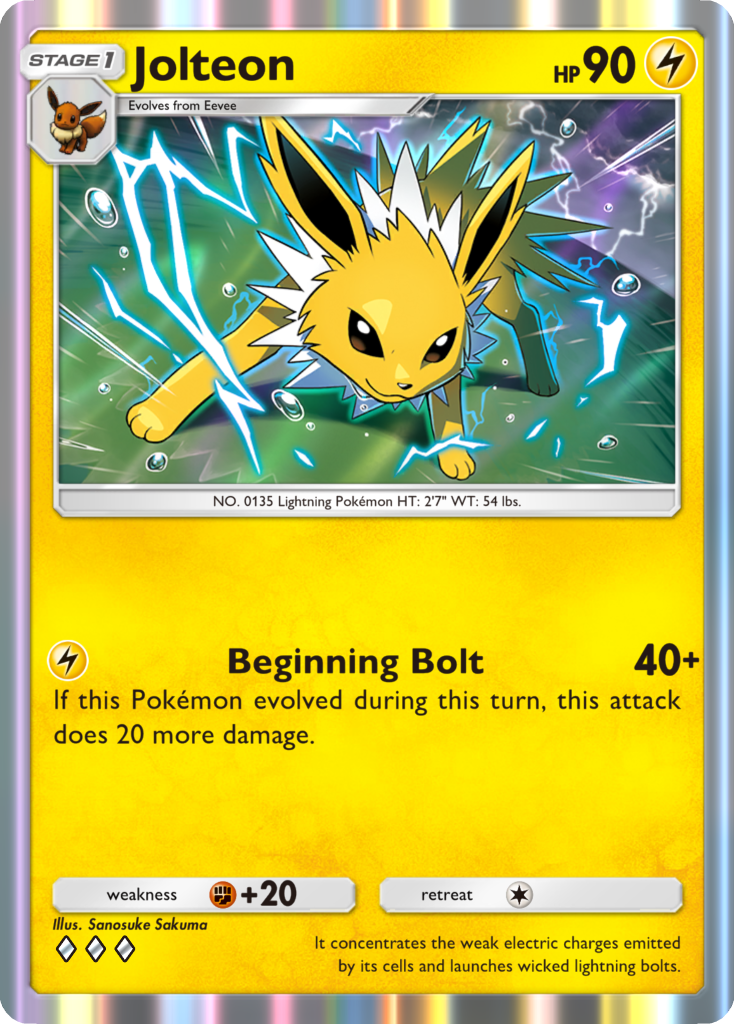 STAGE 1
Jolteon
HP 90
Evolves from Eevee
NO. 0135 Lightning Pokémon HT: 2'7" WT: 54 lbs.
Beginning Bolt 40+
If this Pokémon evolved during this turn, this attack
does 20 more damage.
weakness +20
retreat
Illus. Sanosuke Sakuma
It concentrates the weak electric charges emitted
by its cells and launches wicked lightning bolts.